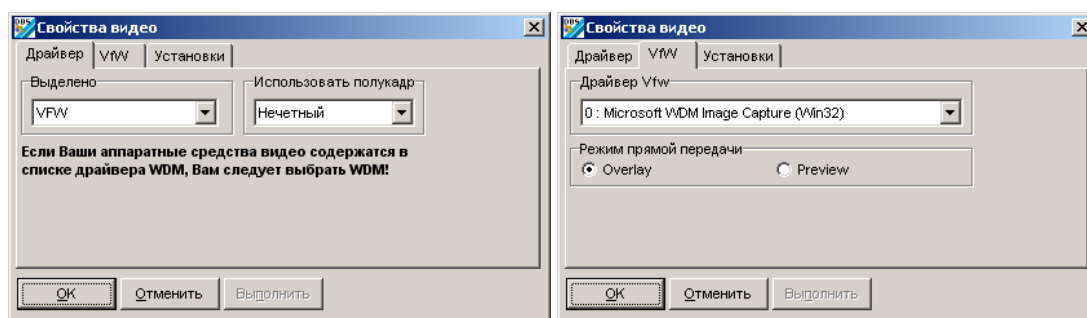 DBS Свойства видео
Драйвер VfW Установки
Выделено
VFW
Использовать полукадр
Нечетный
Если Ваши аппаратные средства видео содержатся в
списке драйвера WDM, Вам следует выбрать WDM!
OK Отменить Выполнить
DBS Свойства видео
Драйвер VfW Установки
Драйвер Vfw
0 : Microsoft WDM Image Capture (Win32)
Режим прямой передачи
Overlay Preview
OK Отменить Выполнить